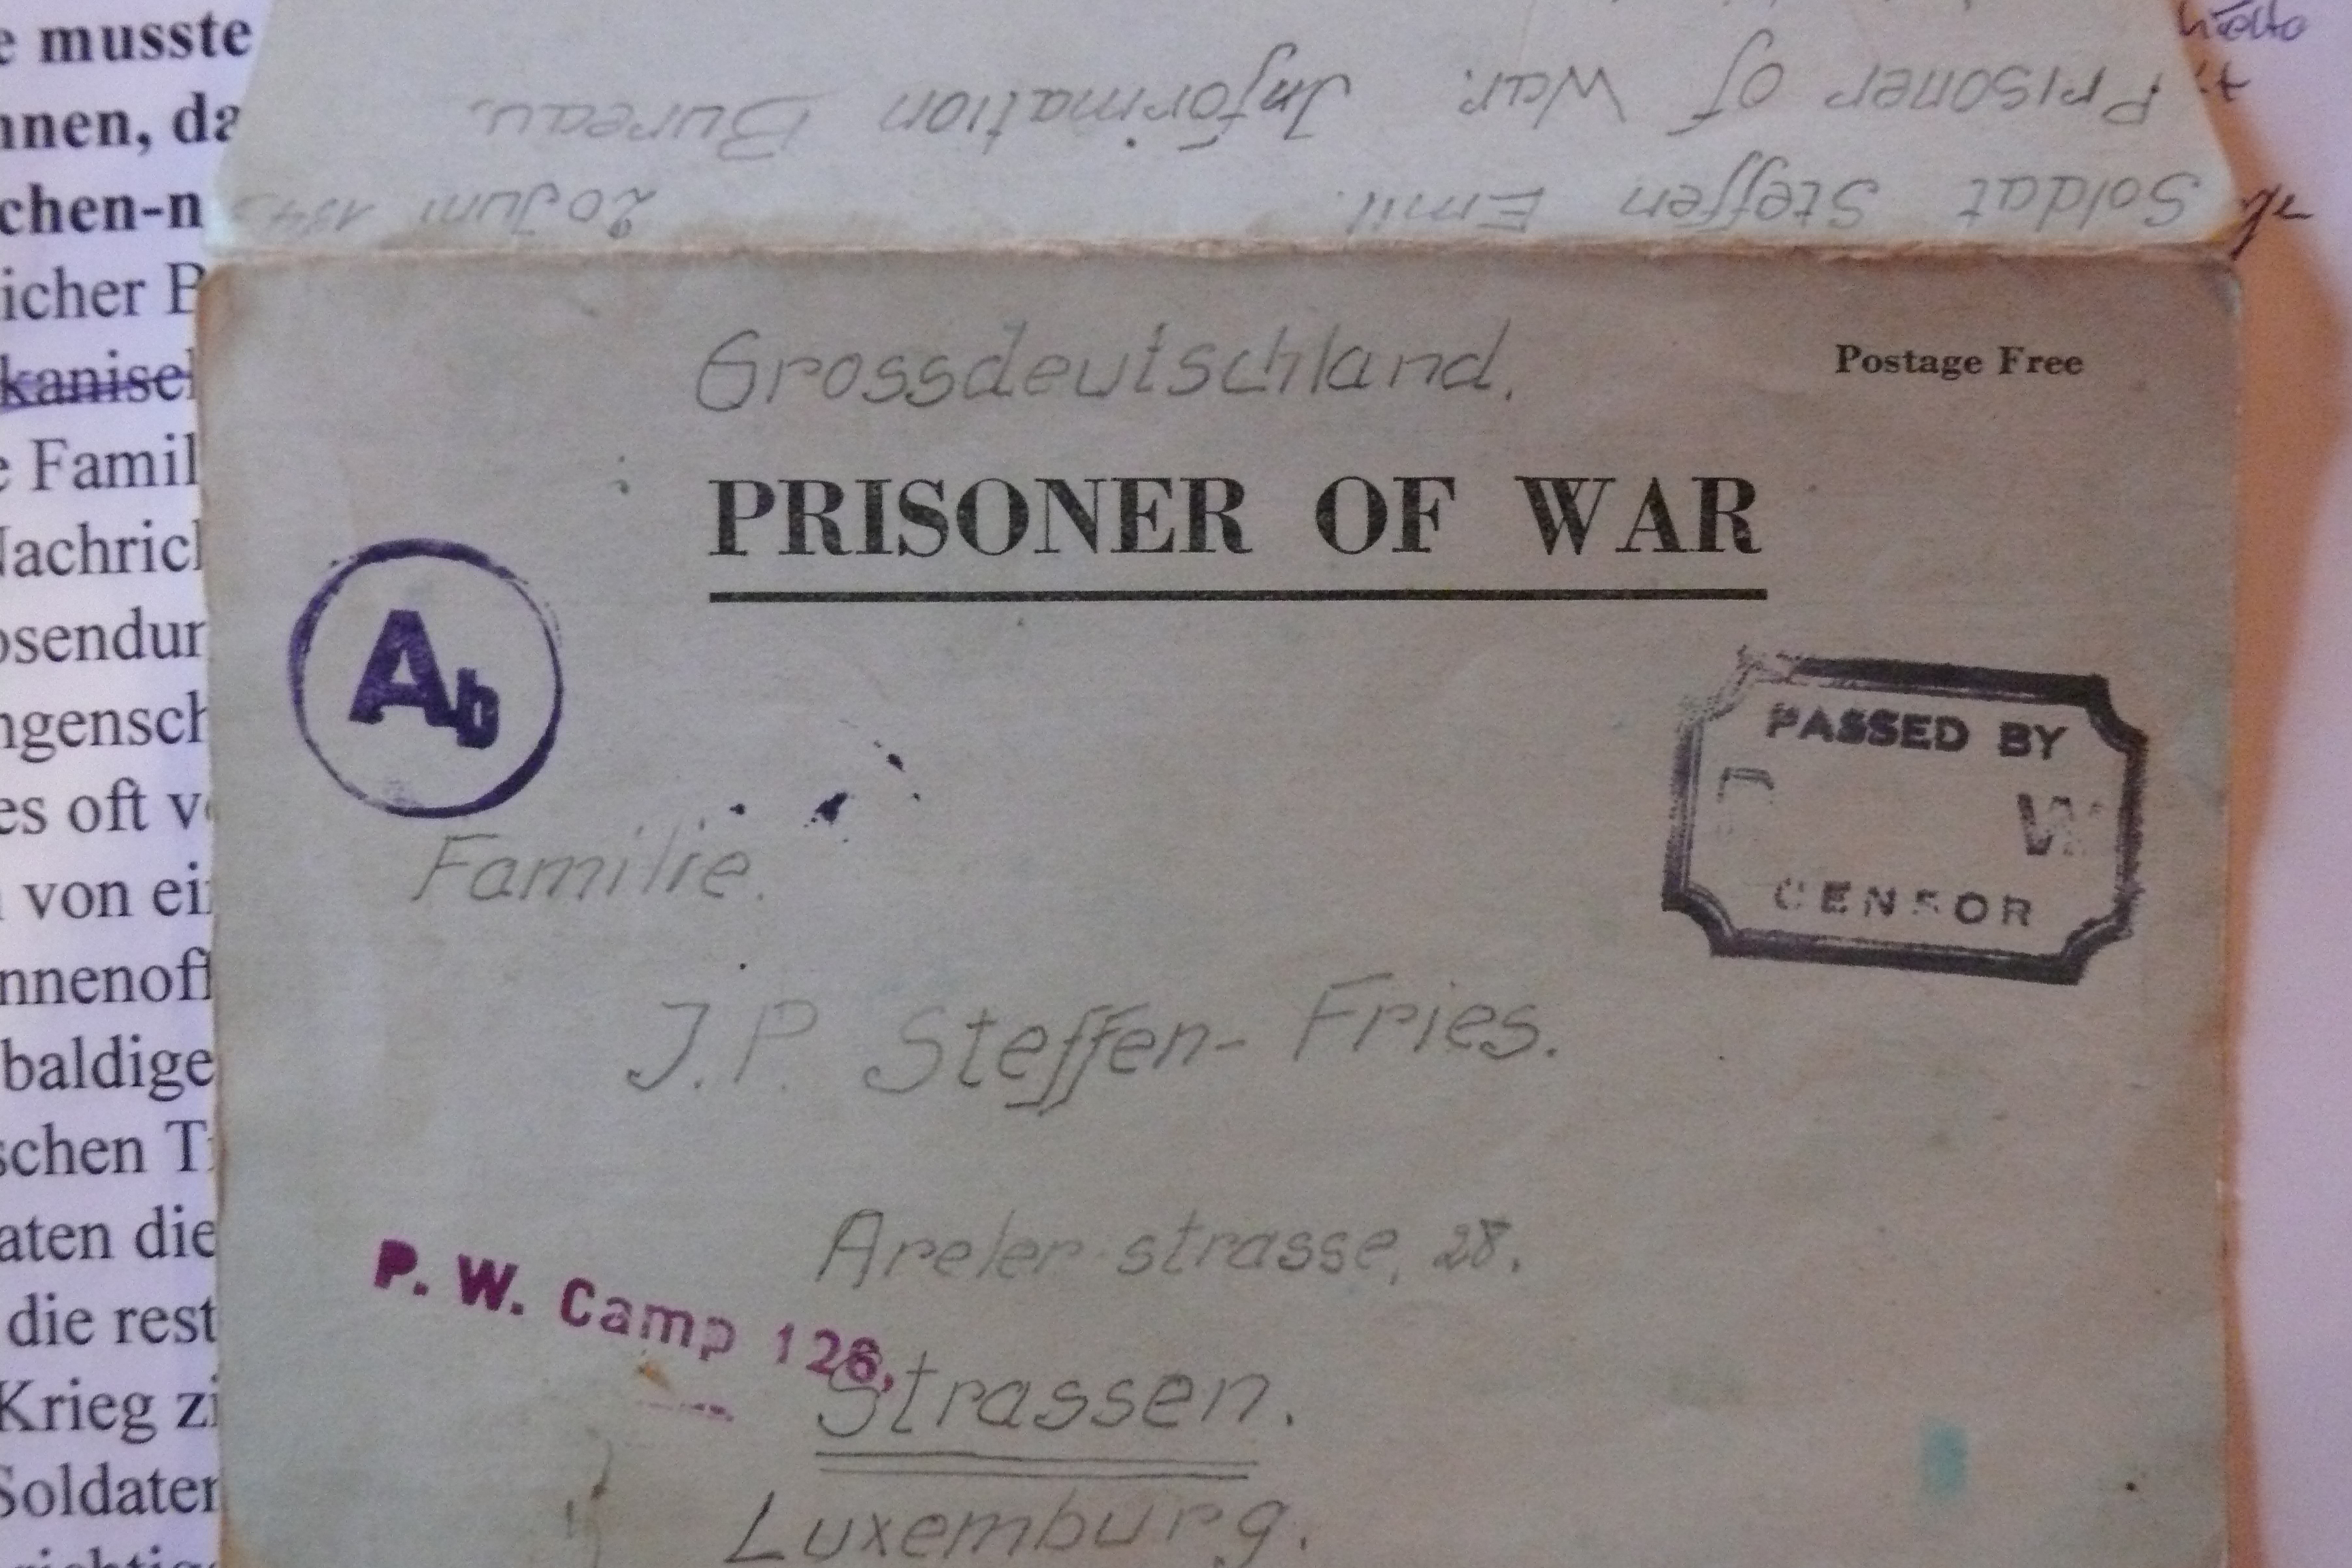 e musste
nnen, da
chen-n
icher B
kanisch
e Famil
Nachrich
osendun
ngensch
es oft v
von ei
nnenoff
baldige
schen T
aten die
die rest
Krieg zi
Soldaten
Prisoner of War. Information Bureau.
Soldat Steffen Emil. 20 Juni
Grossdeutschland.
Postage Free
PRISONER OF WAR
Ab
PASSED BY
P W
CENSOR
Familie.
J.P. Steffen-Fries.
Areler-strasse, 28.
P. W. Camp 126,
Strassen.
Luxemburg.